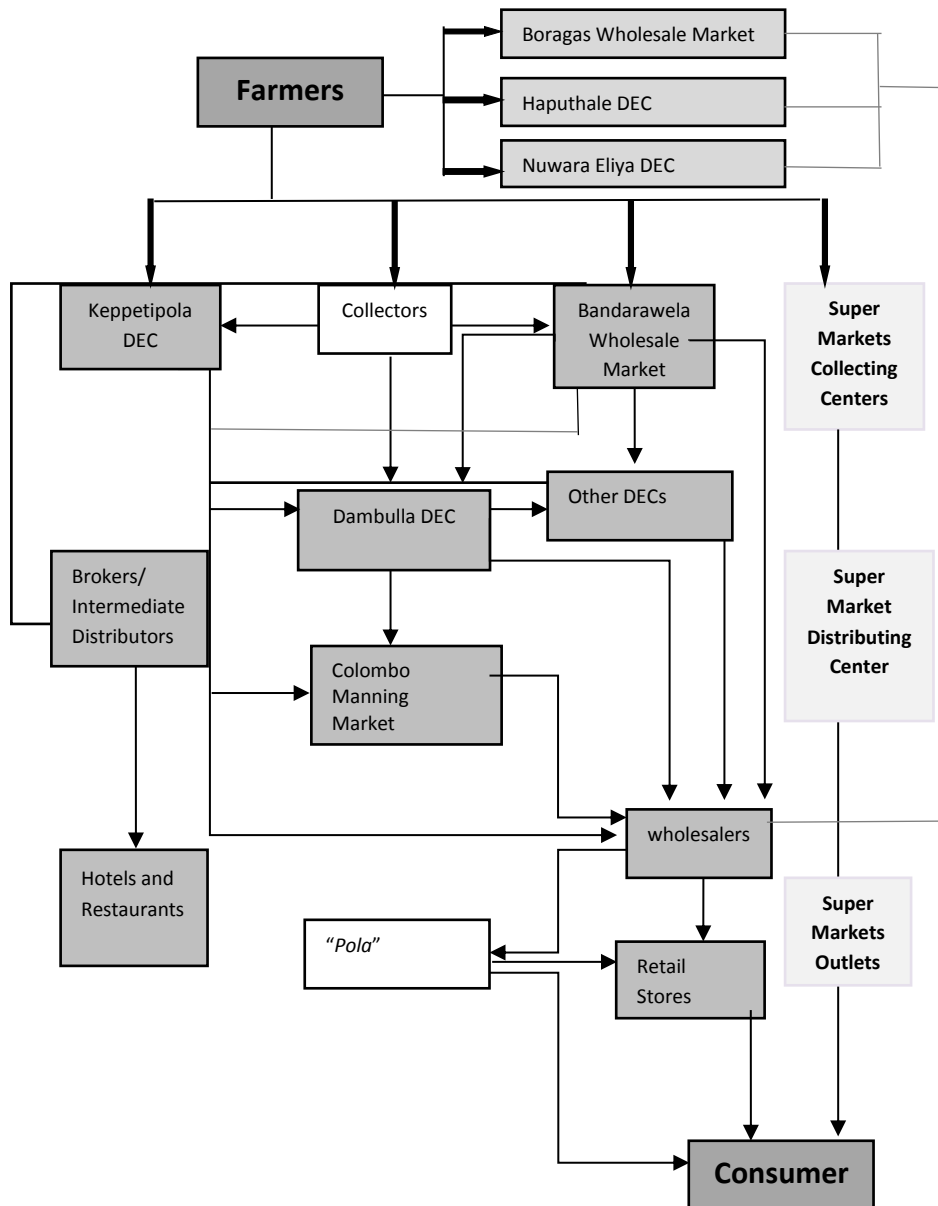 Boragas Wholesale Market
Farmers
Haputhale DEC
Nuwara Eliya DEC
Keppetipola
DEC
Collectors
Bandarawela
Wholesale
Market
Super
Markets
Collecting
Centers
Other DECs
Dambulla DEC
Brokers/
Intermediate
Distributors
Super
Market
Distributing
Center
Colombo
Manning
Market
wholesalers
Hotels and
Restaurants
Super
Markets
Outlets
“Pola”
Retail
Stores
Consumer